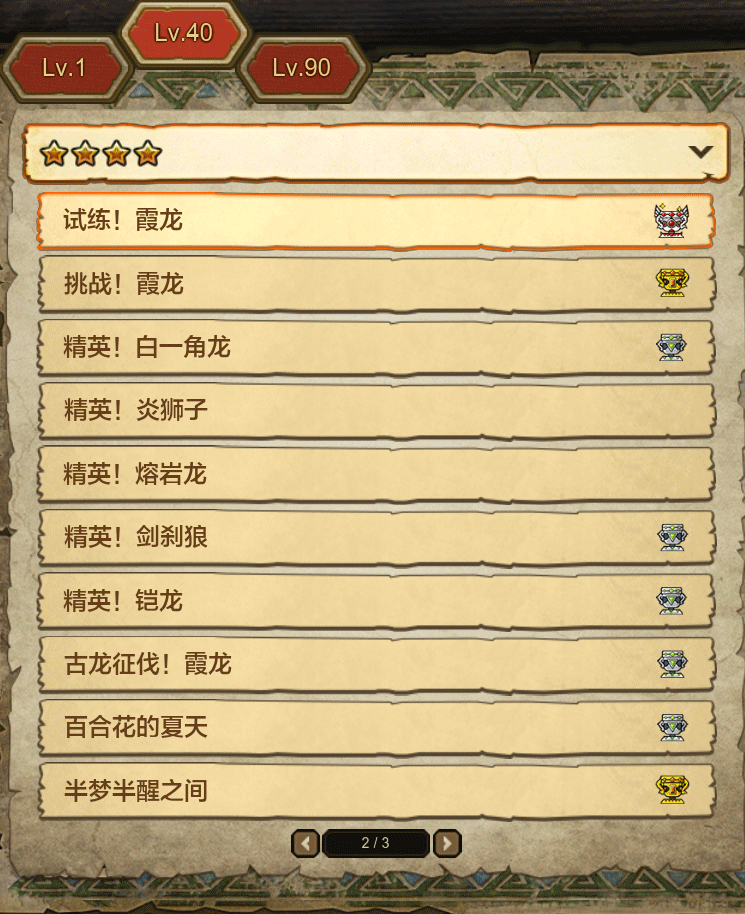 Lv.1
Lv.40
Lv.90
试练！霞龙
挑战！霞龙
精英！白一角龙
精英！炎狮子
精英！熔岩龙
精英！剑刹狼
精英！铠龙
古龙征伐！霞龙
百合花的夏天
半梦半醒之间
2/3